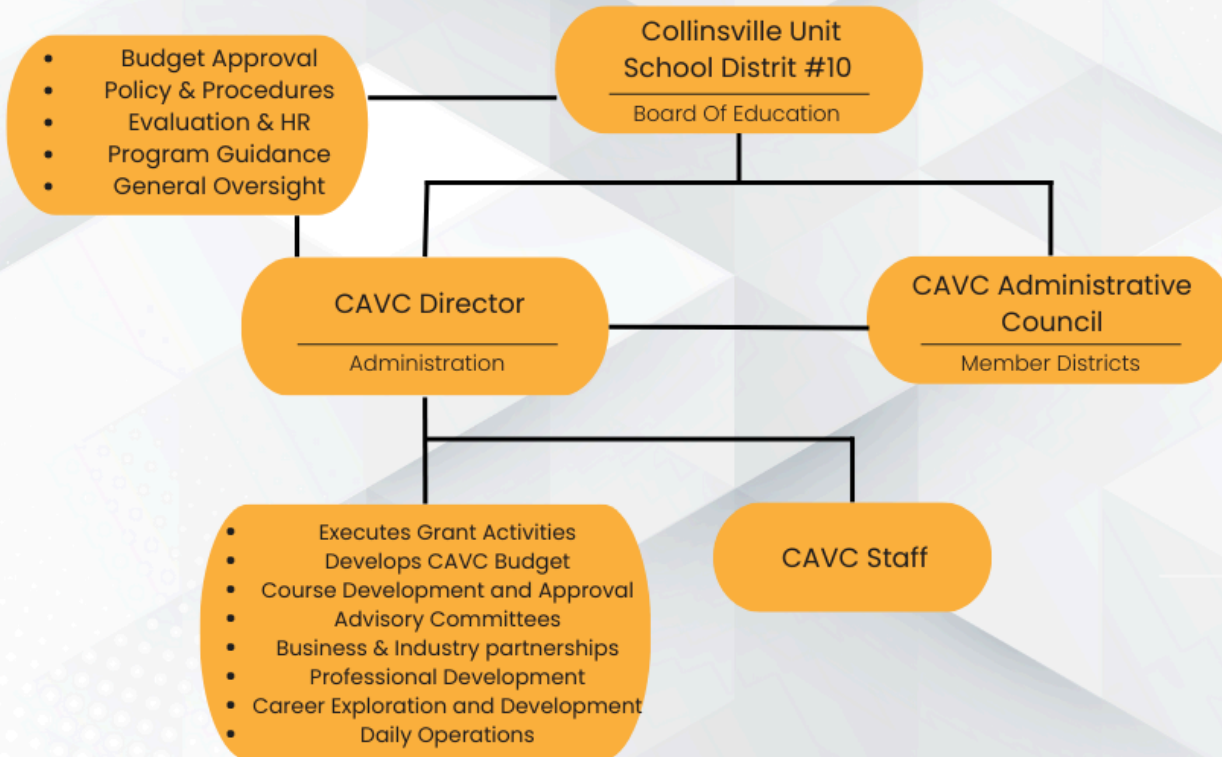 Collinsville Unit
School Distrit #10
Board Of Education
• Budget Approval
• Policy & Procedures
• Evaluation & HR
• Program Guidance
• General Oversight
CAVC Director
Administration
CAVC Administrative
Council
Member Districts
• Executes Grant Activities
• Develops CAVC Budget
• Course Development and Approval
• Advisory Committees
• Business & Industry partnerships
• Professional Development
• Career Exploration and Development
• Daily Operations
CAVC Staff